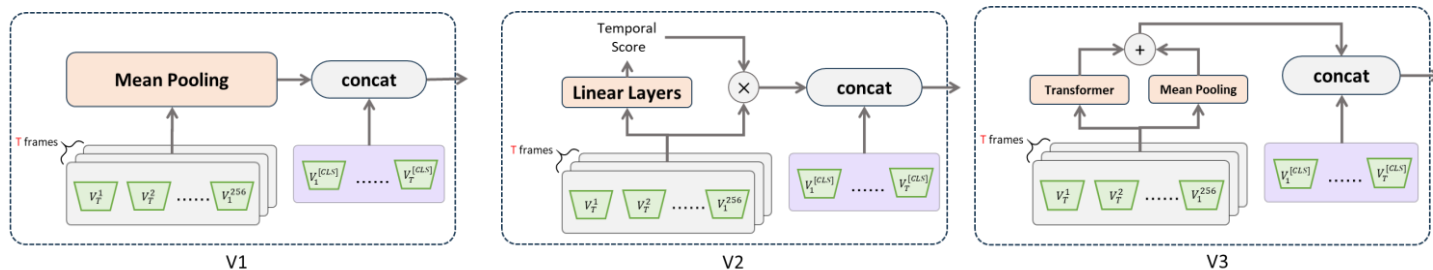 Mean Pooling
concat
T frames
V_T^1 V_T^2 ...... V_1^256
V_1^[CLS] ...... V_T^[CLS]
V1
Temporal
Score
Linear Layers
×
concat
T frames
V_T^1 V_T^2 ...... V_1^256
V_1^[CLS] ...... V_T^[CLS]
V2
+
Transformer
Mean Pooling
concat
T frames
V_T^1 V_T^2 ...... V_1^256
V_1^[CLS] ...... V_T^[CLS]
V3